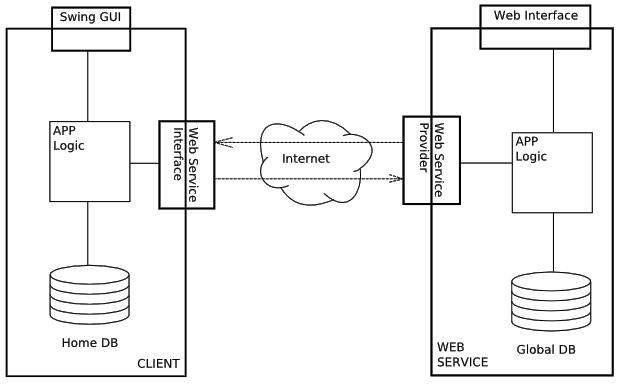 Swing GUI
APP
Logic
Web Service
Interface
Home DB
CLIENT
Internet
Web Interface
Web Service
Provider
APP
Logic
Global DB
WEB
SERVICE